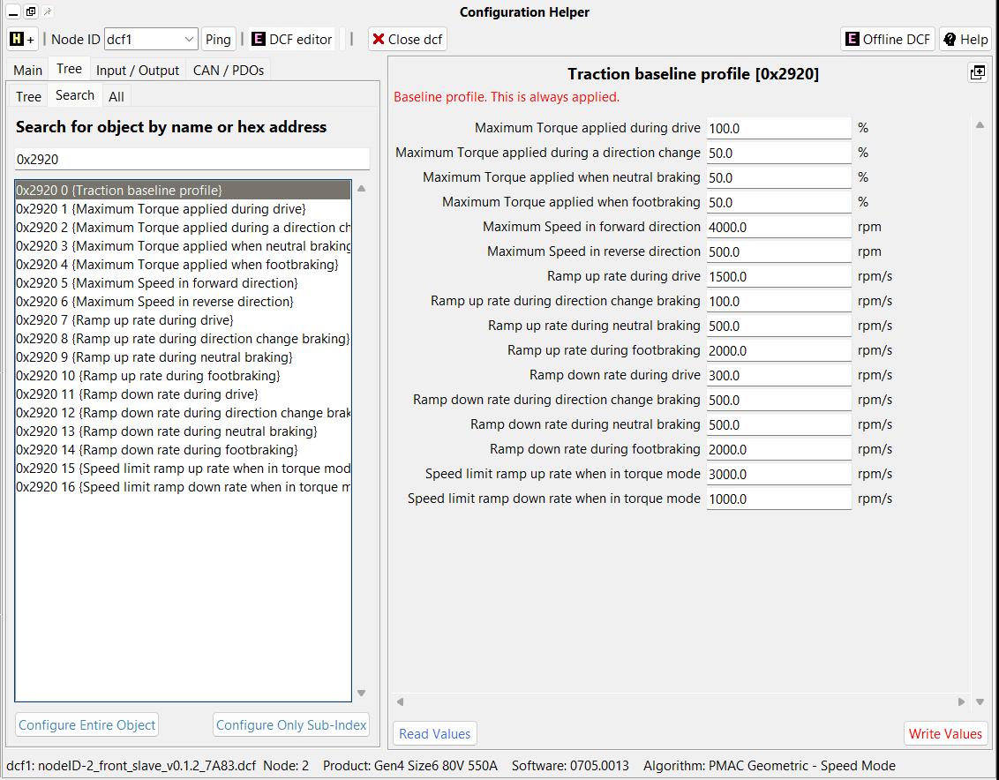 Configuration Helper
H + | Node ID dcf1 Ping | E DCF editor | Close dcf E Offline DCF Help
Main Tree Input / Output CAN / PDOs
Tree Search All
Search for object by name or hex address
0x2920
0x2920 0 {Traction baseline profile}
0x2920 1 {Maximum Torque applied during drive}
0x2920 2 {Maximum Torque applied during a direction ch
0x2920 3 {Maximum Torque applied when neutral braking
0x2920 4 {Maximum Torque applied when footbraking}
0x2920 5 {Maximum Speed in forward direction}
0x2920 6 {Maximum Speed in reverse direction}
0x2920 7 {Ramp up rate during drive}
0x2920 8 {Ramp up rate during direction change braking}
0x2920 9 {Ramp up rate during neutral braking}
0x2920 10 {Ramp up rate during footbraking}
0x2920 11 {Ramp down rate during drive}
0x2920 12 {Ramp down rate during direction change brak
0x2920 13 {Ramp down rate during neutral braking}
0x2920 14 {Ramp down rate during footbraking}
0x2920 15 {Speed limit ramp up rate when in torque mod
0x2920 16 {Speed limit ramp down rate when in torque m
Configure Entire Object Configure Only Sub-Index
Traction baseline profile [0x2920]
Baseline profile. This is always applied.
Maximum Torque applied during drive 100.0 %
Maximum Torque applied during a direction change 50.0 %
Maximum Torque applied when neutral braking 50.0 %
Maximum Torque applied when footbraking 50.0 %
Maximum Speed in forward direction 4000.0 rpm
Maximum Speed in reverse direction 500.0 rpm
Ramp up rate during drive 1500.0 rpm/s
Ramp up rate during direction change braking 100.0 rpm/s
Ramp up rate during neutral braking 500.0 rpm/s
Ramp up rate during footbraking 2000.0 rpm/s
Ramp down rate during drive 300.0 rpm/s
Ramp down rate during direction change braking 500.0 rpm/s
Ramp down rate during neutral braking 500.0 rpm/s
Ramp down rate during footbraking 2000.0 rpm/s
Speed limit ramp up rate when in torque mode 3000.0 rpm/s
Speed limit ramp down rate when in torque mode 1000.0 rpm/s
Read Values Write Values
dcf1: nodeID-2_front_slave_v0.1.2_7A83.dcf Node: 2 Product: Gen4 Size6 80V 550A Software: 0705.0013 Algorithm: PMAC Geometric - Speed Mode